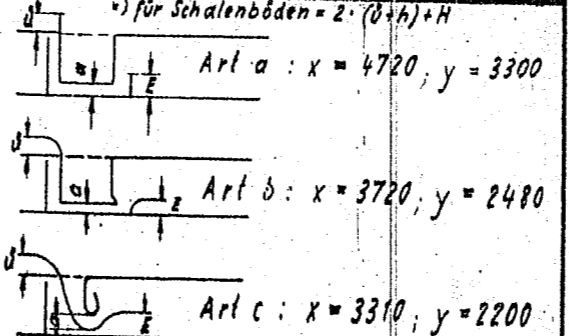 *) für Schalenböden = 2 · (ü+h)+H
ü
a
E
Art a : x = 4720 ; y = 3300
ü
a
E
Art b : x = 3720 ; y = 2480
ü
a
E
Art c : x = 3310 ; y = 2200